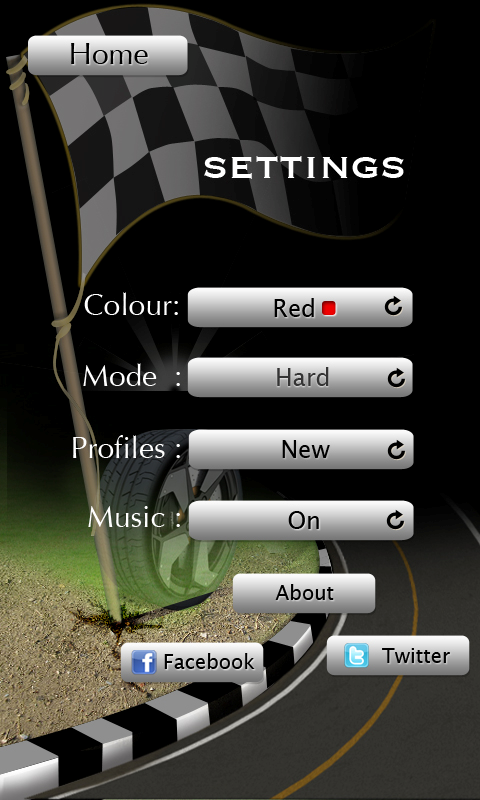 Home
SETTINGS
Colour: Red
Mode : Hard
Profiles : New
Music : On
About
Facebook
Twitter